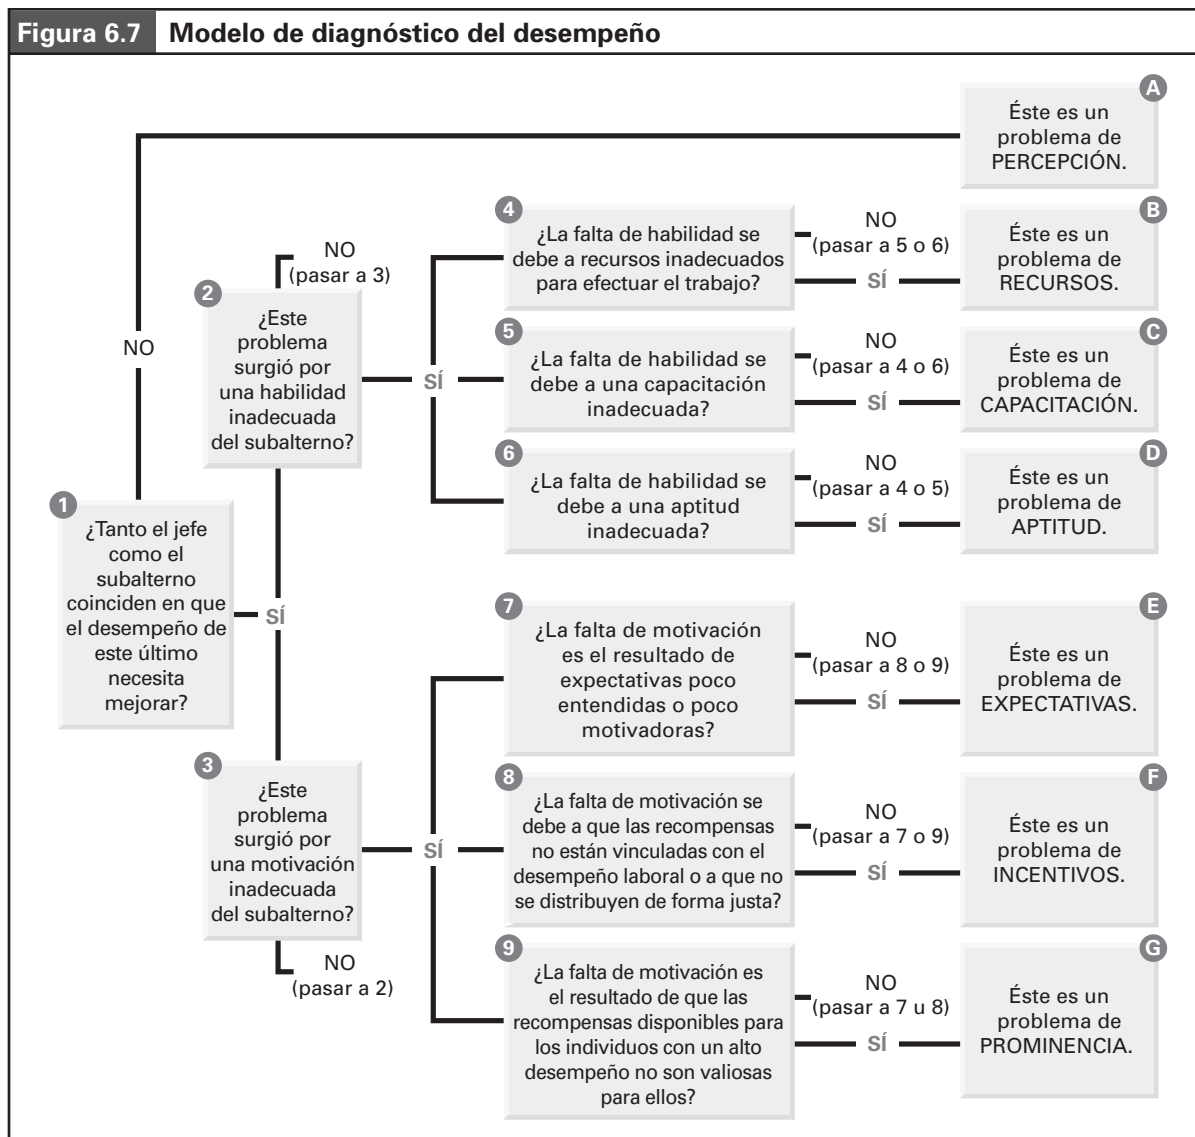 Figura 6.7 Modelo de diagnóstico del desempeño
A
Éste es un
problema de
PERCEPCIÓN.
NO
1
¿Tanto el jefe
como el
subalterno
coinciden en que
el desempeño de
este último
necesita
mejorar?
SÍ
2
¿Este
problema
surgió por
una habilidad
inadecuada
del subalterno?
NO
(pasar a 3)
SÍ
4
¿La falta de habilidad se
debe a recursos inadecuados
para efectuar el trabajo?
NO
(pasar a 5 o 6)
SÍ
B
Éste es un
problema de
RECURSOS.
5
¿La falta de habilidad se
debe a una capacitación
inadecuada?
NO
(pasar a 4 o 6)
SÍ
C
Éste es un
problema de
CAPACITACIÓN.
6
¿La falta de habilidad se
debe a una aptitud
inadecuada?
NO
(pasar a 4 o 5)
SÍ
D
Éste es un
problema de
APTITUD.
3
¿Este
problema
surgió por
una motivación
inadecuada
del subalterno?
NO
(pasar a 2)
SÍ
7
¿La falta de motivación
es el resultado de
expectativas poco
entendidas o poco
motivadoras?
NO
(pasar a 8 o 9)
SÍ
E
Éste es un
problema de
EXPECTATIVAS.
8
¿La falta de motivación se
debe a que las recompensas
no están vinculadas con el
desempeño laboral o a que no
se distribuyen de forma justa?
NO
(pasar a 7 o 9)
SÍ
F
Éste es un
problema de
INCENTIVOS.
9
¿La falta de motivación es
el resultado de que las
recompensas disponibles para
los individuos con un alto
desempeño no son valiosas
para ellos?
NO
(pasar a 7 u 8)
SÍ
G
Éste es un
problema de
PROMINENCIA.